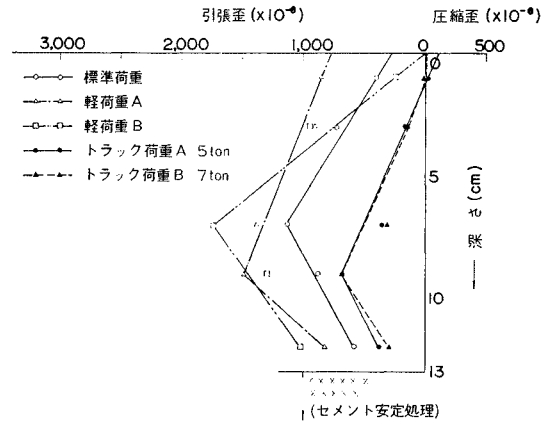 引張歪 (×10⁻⁶) 圧縮歪 (×10⁻⁶)
3,000 2,000 1,000 0 500
0
標準荷重
軽荷重A
軽荷重B
トラック荷重A 5ton
トラック荷重B 7ton
5
深さ(cm)
10
13
(セメント安定処理)